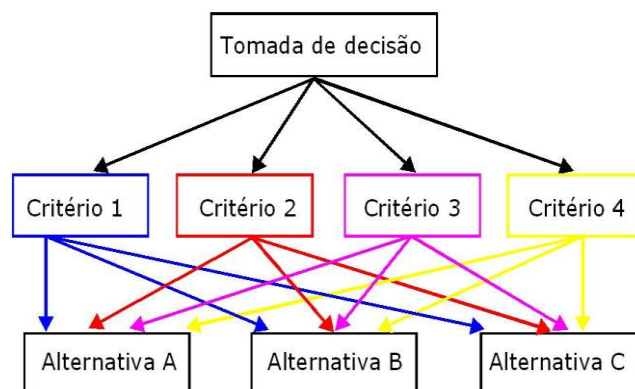 Tomada de decisão
Critério 1
Critério 2
Critério 3
Critério 4
Alternativa A
Alternativa B
Alternativa C